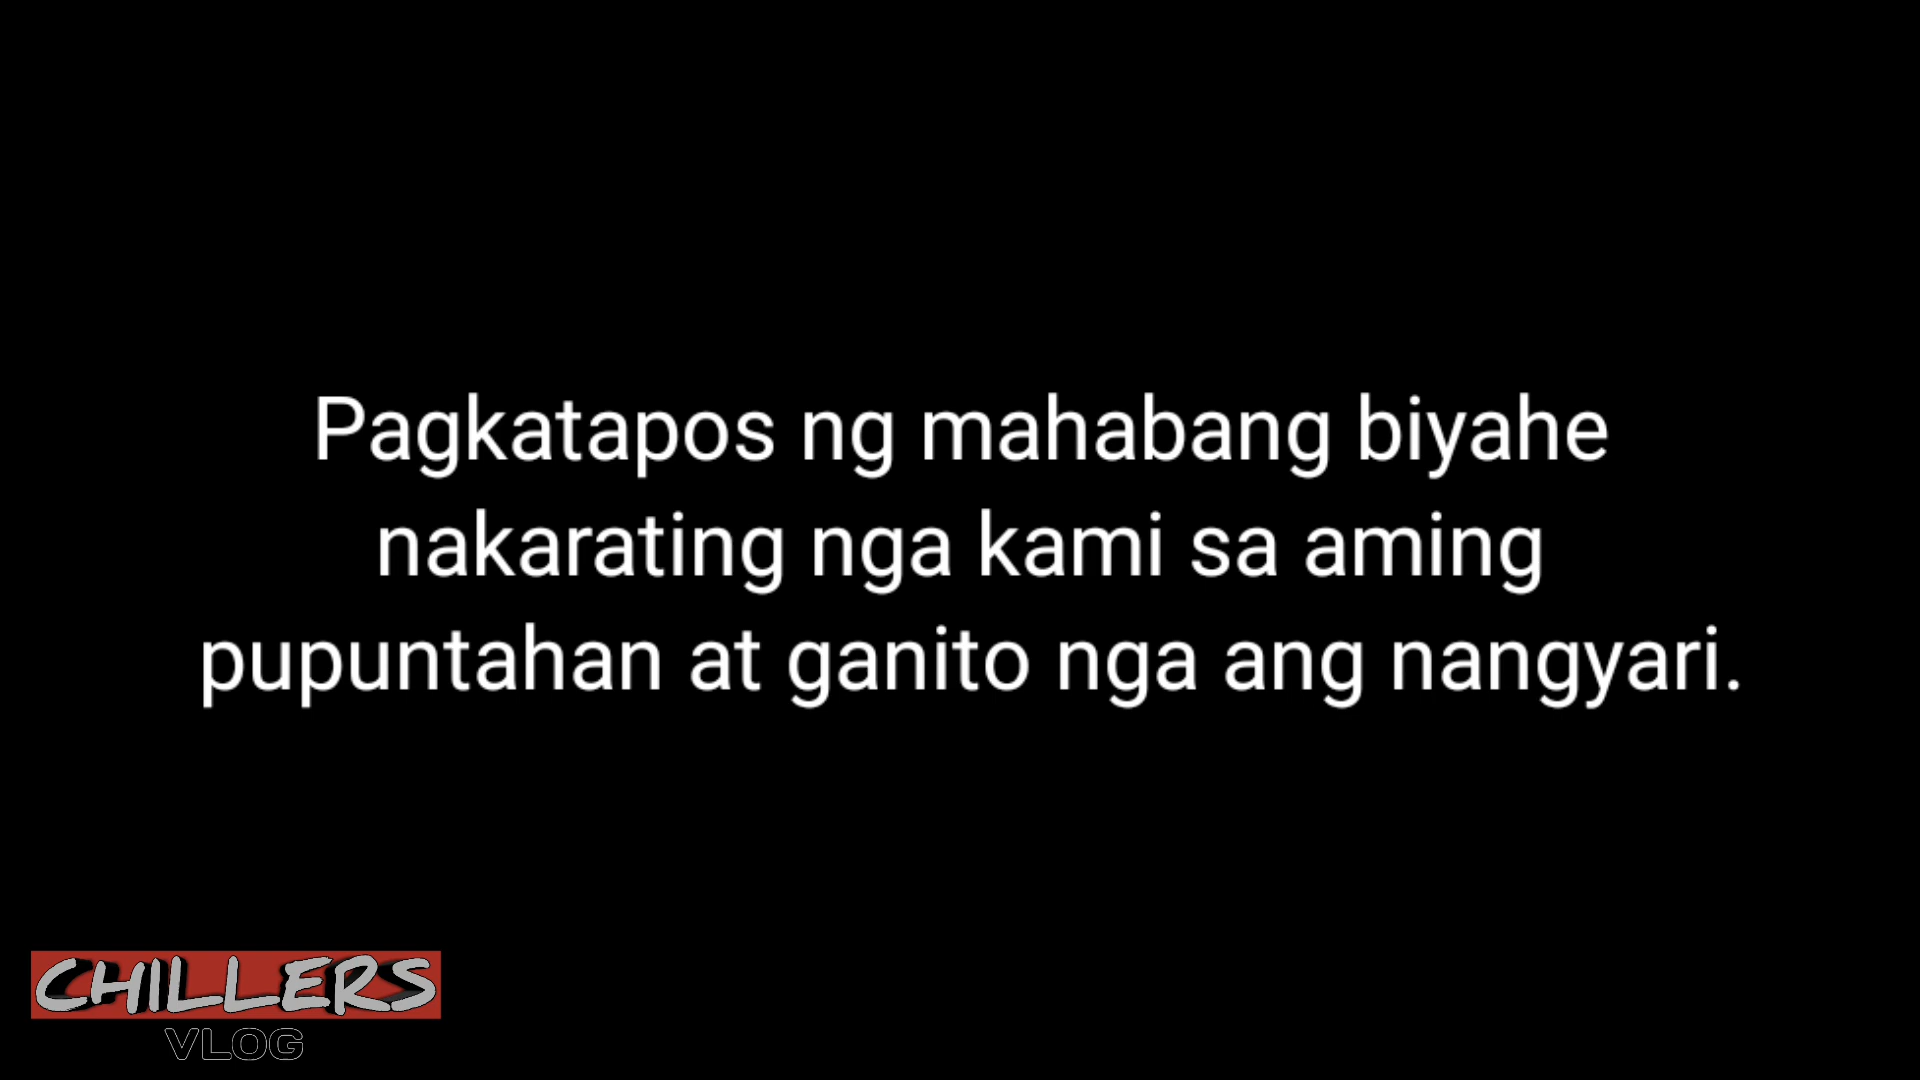 Pagkatapos ng mahabang biyahe
nakarating nga kami sa aming
pupuntahan at ganito nga ang nangyari.
CHILLERS
VLOG